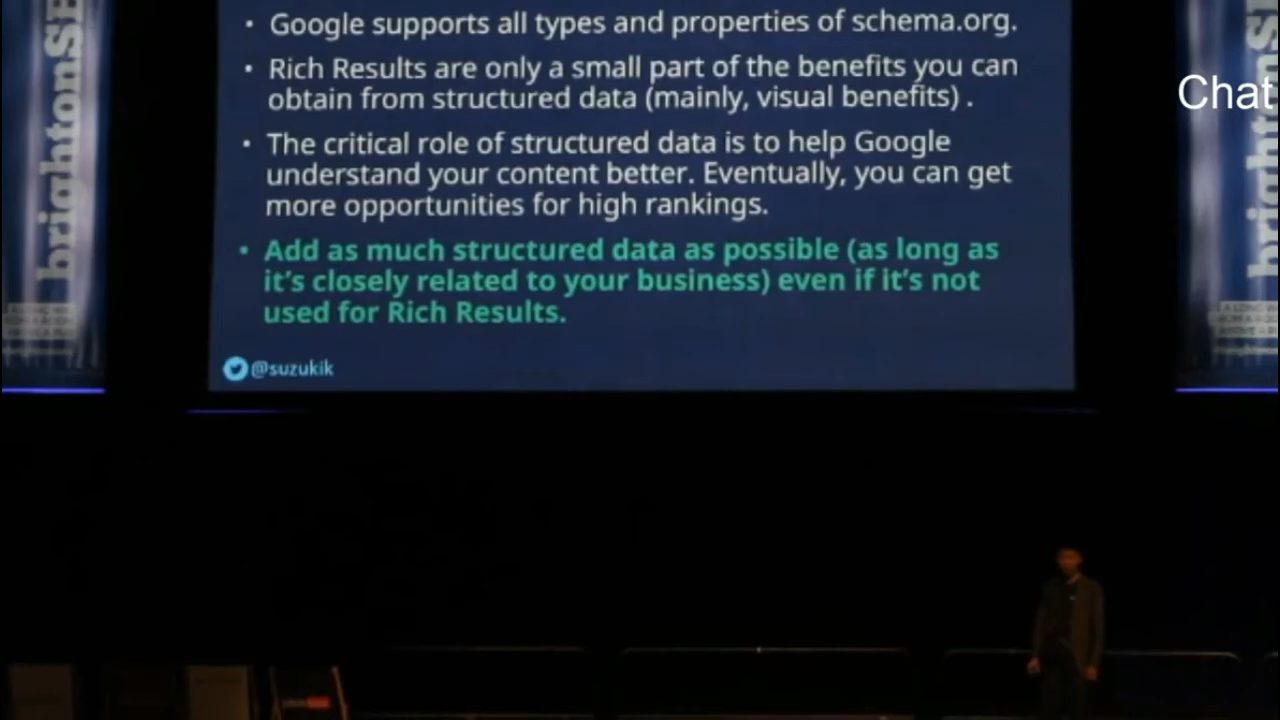 • Google supports all types and properties of schema.org.
• Rich Results are only a small part of the benefits you can
obtain from structured data (mainly, visual benefits) .
• The critical role of structured data is to help Google
understand your content better. Eventually, you can get
more opportunities for high rankings.
• Add as much structured data as possible (as long as
it’s closely related to your business) even if it’s not
used for Rich Results.
@suzukik
brightonSE
brightonSE
Chat